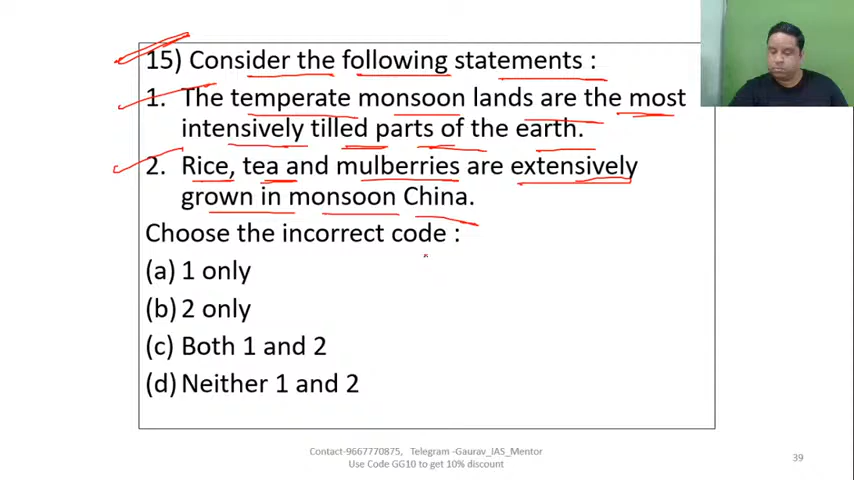 15) Consider the following statements :
1. The temperate monsoon lands are the most
intensively tilled parts of the earth.
2. Rice, tea and mulberries are extensively
grown in monsoon China.
Choose the incorrect code :
(a) 1 only
(b) 2 only
(c) Both 1 and 2
(d) Neither 1 and 2
Contact-9667770875, Telegram -Gaurav_IAS_Mentor
Use Code GG10 to get 10% discount
39